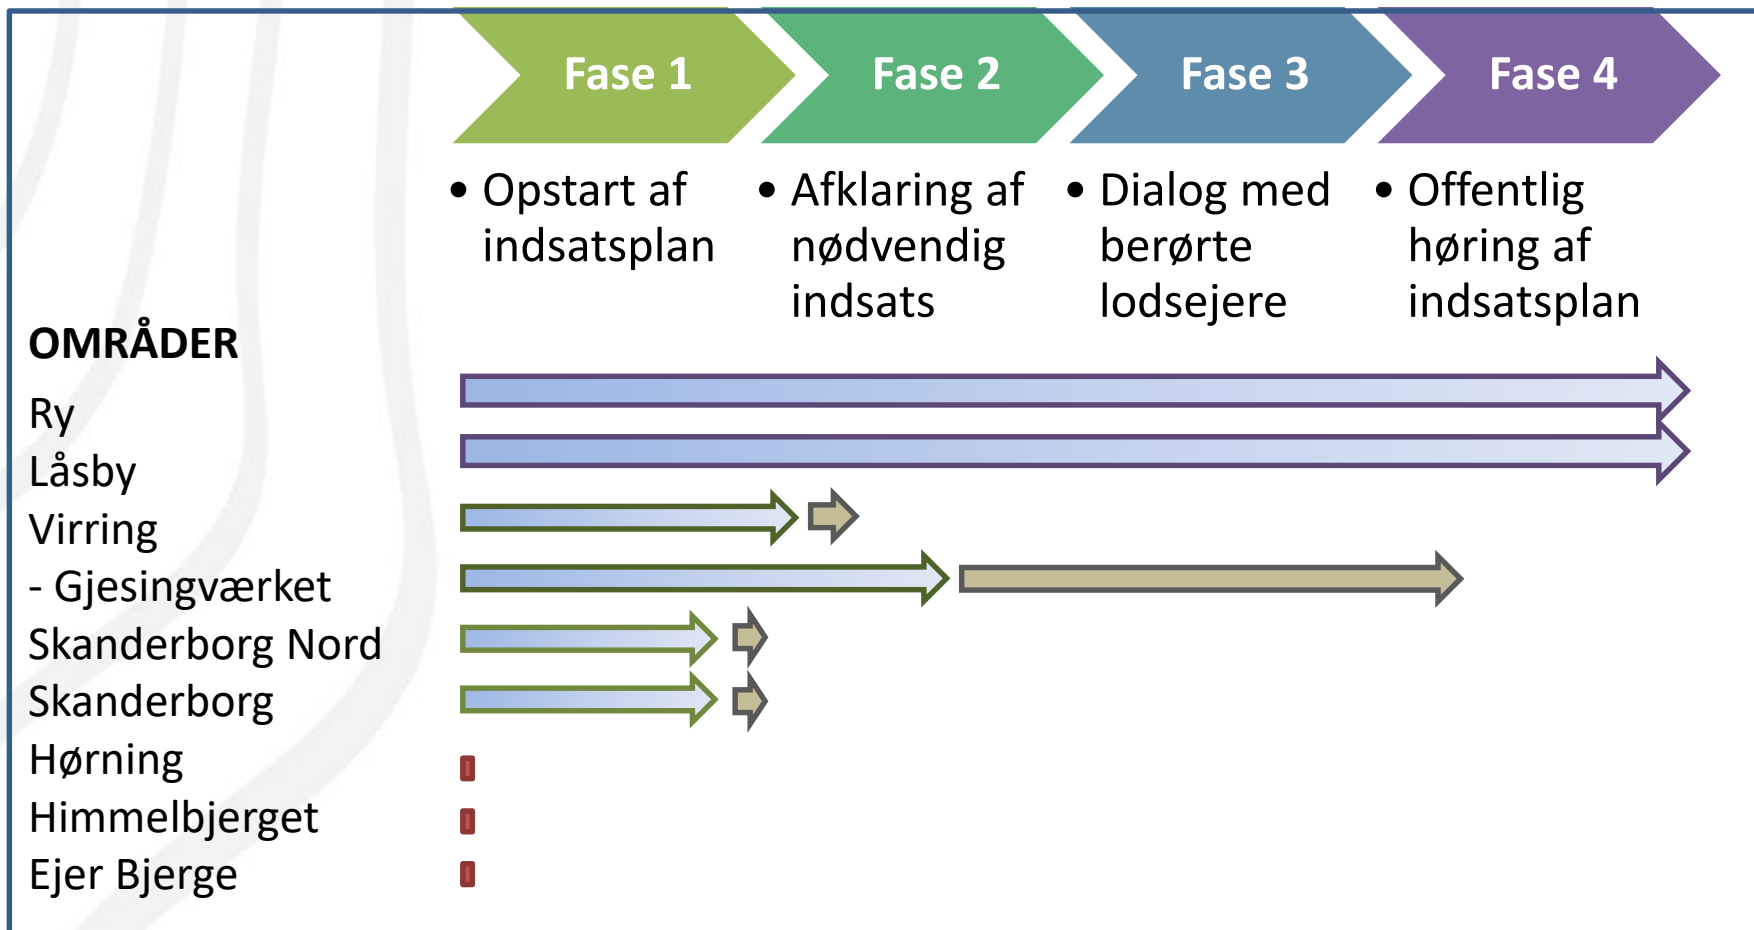 Fase 1
Fase 2
Fase 3
Fase 4
• Opstart af
indsatsplan
• Afklaring af
nødvendig
indsats
• Dialog med
berørte
lodsejere
• Offentlig
høring af
indsatsplan
OMRÅDER
Ry
Låsby
Virring
- Gjesingværket
Skanderborg Nord
Skanderborg
Hørning
Himmelbjerget
Ejer Bjerge